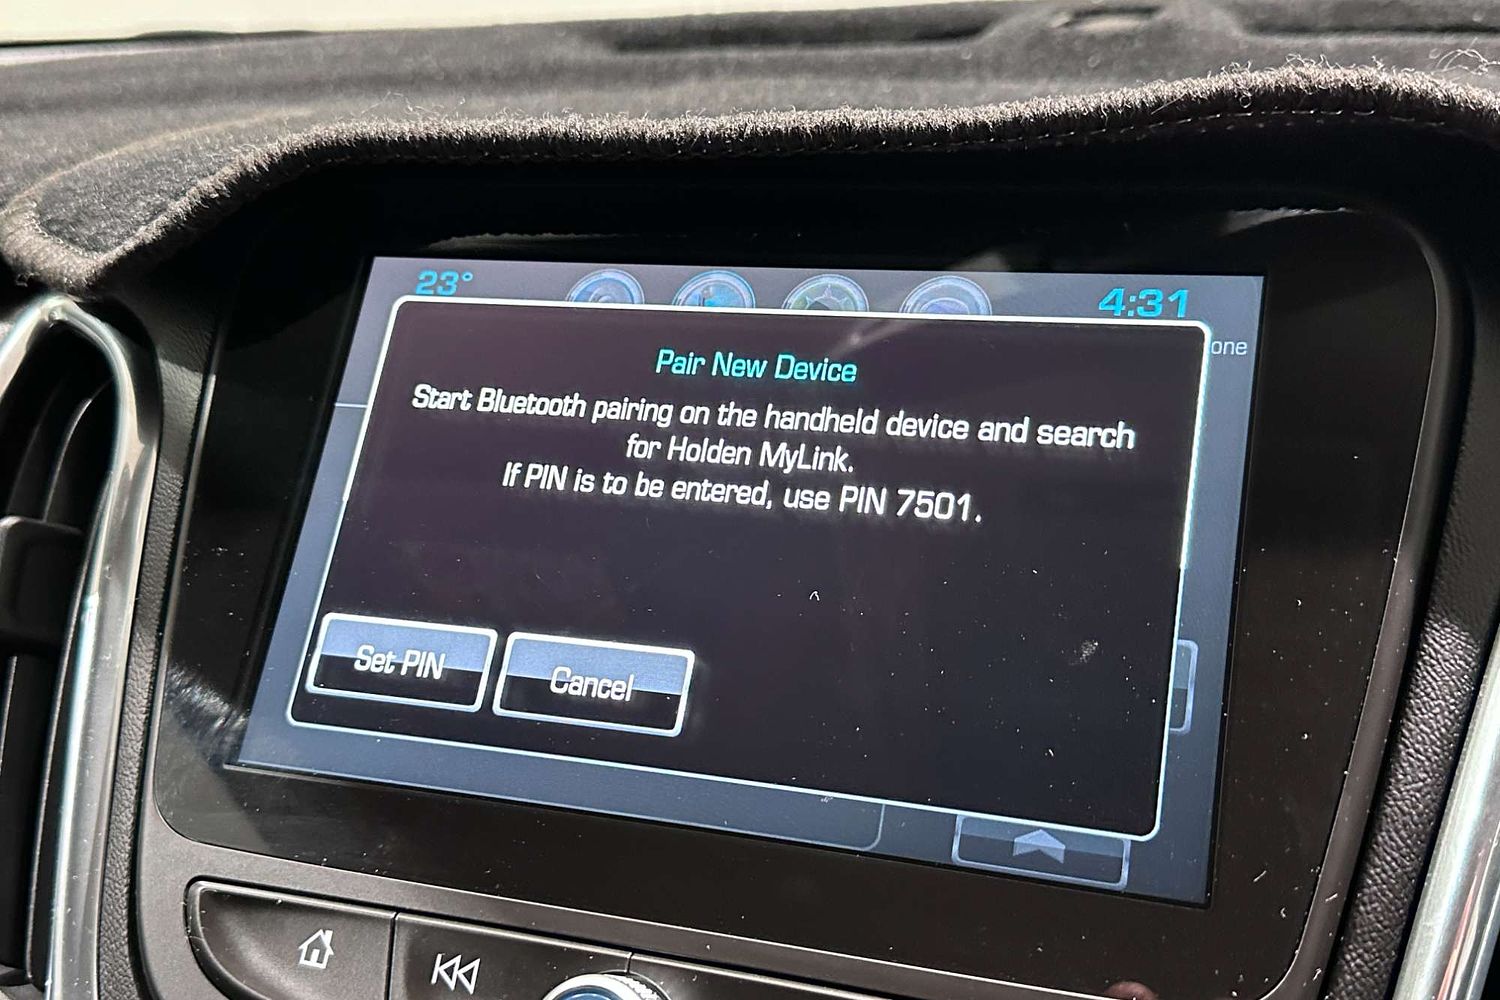 23°
4:31
one
Pair New Device
Start Bluetooth pairing on the handheld device and search
for Holden MyLink.
If PIN is to be entered, use PIN 7501.
Set PIN
Cancel